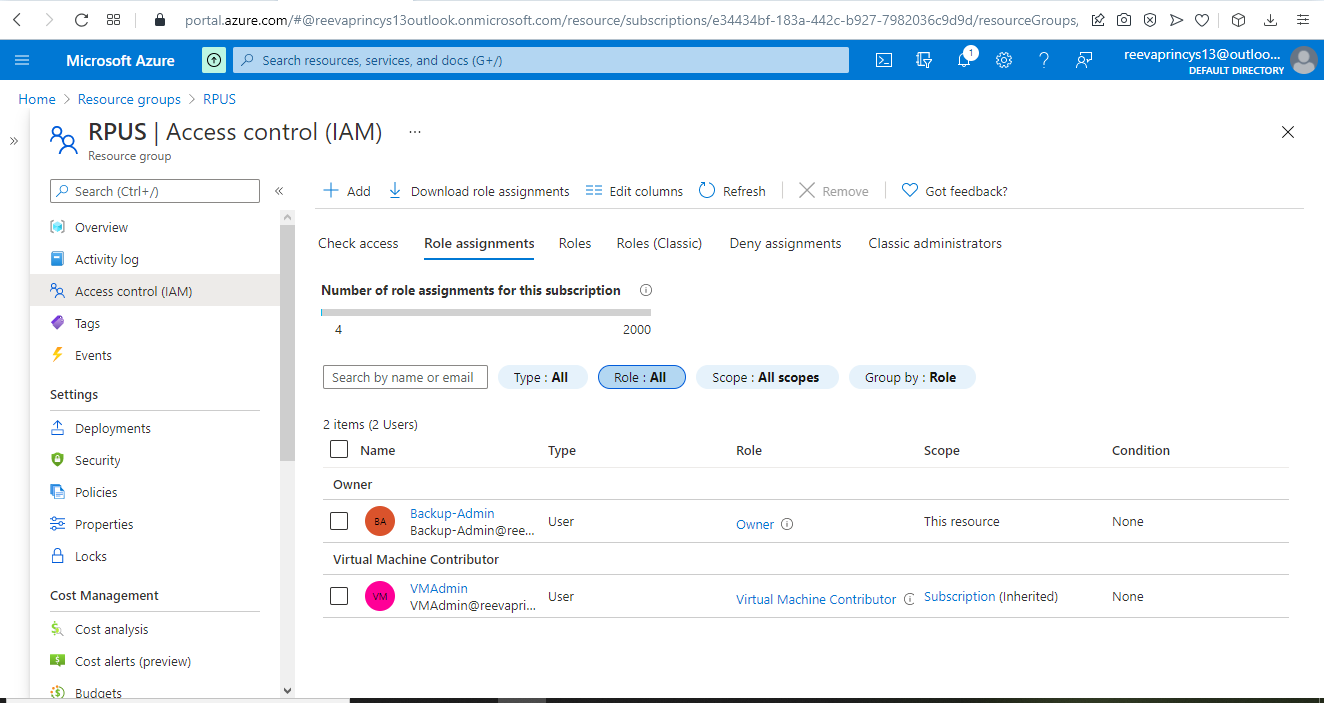 portal.azure.com/#@reevaprincys13outlook.onmicrosoft.com/resource/subscriptions/e34434bf-183a-442c-b927-7982036c9d9d/resourceGroups,
Microsoft Azure
Search resources, services, and docs (G+/)
1
reevaprincys13@outloo...
DEFAULT DIRECTORY
Home > Resource groups > RPUS
RPUS | Access control (IAM) ...
Resource group
Search (Ctrl+/)
Overview
Activity log
Access control (IAM)
Tags
Events
Settings
Deployments
Security
Policies
Properties
Locks
Cost Management
Cost analysis
Cost alerts (preview)
Budgets
Add Download role assignments Edit columns Refresh Remove Got feedback?
Check access Role assignments Roles Roles (Classic) Deny assignments Classic administrators
Number of role assignments for this subscription
4 2000
Search by name or email Type : All Role : All Scope : All scopes Group by : Role
2 items (2 Users)
Name Type Role Scope Condition
Owner
BA Backup-Admin
Backup-Admin@ree... User Owner This resource None
Virtual Machine Contributor
VM VMAdmin
VMAdmin@reevapri... User Virtual Machine Contributor Subscription (Inherited) None